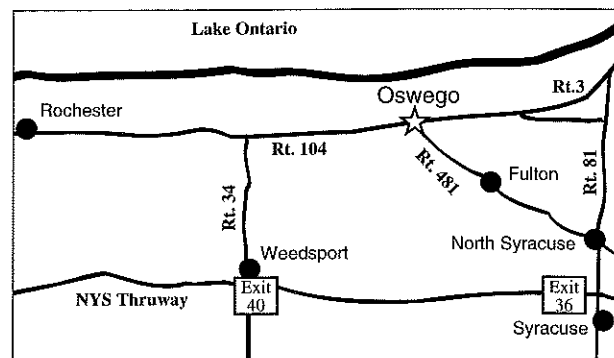 Lake Ontario
Rt.3
Oswego
Rochester
Rt. 104
Rt. 481
Rt. 81
Fulton
Rt. 34
North Syracuse
Weedsport
NYS Thruway
Exit
40
Exit
36
Syracuse